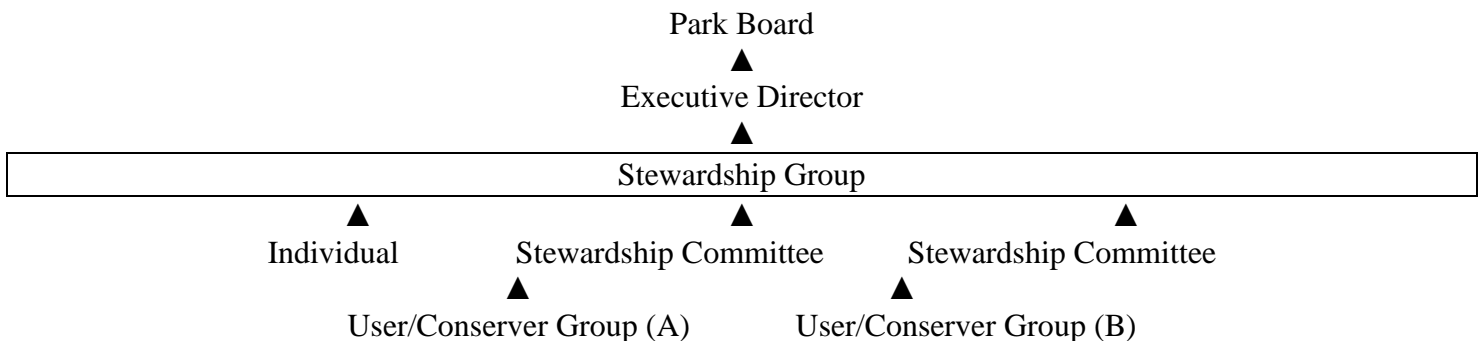 Park Board
▲
Executive Director
▲
Stewardship Group
▲ ▲ ▲
Individual Stewardship Committee Stewardship Committee
▲ ▲
User/Conserver Group (A) User/Conserver Group (B)